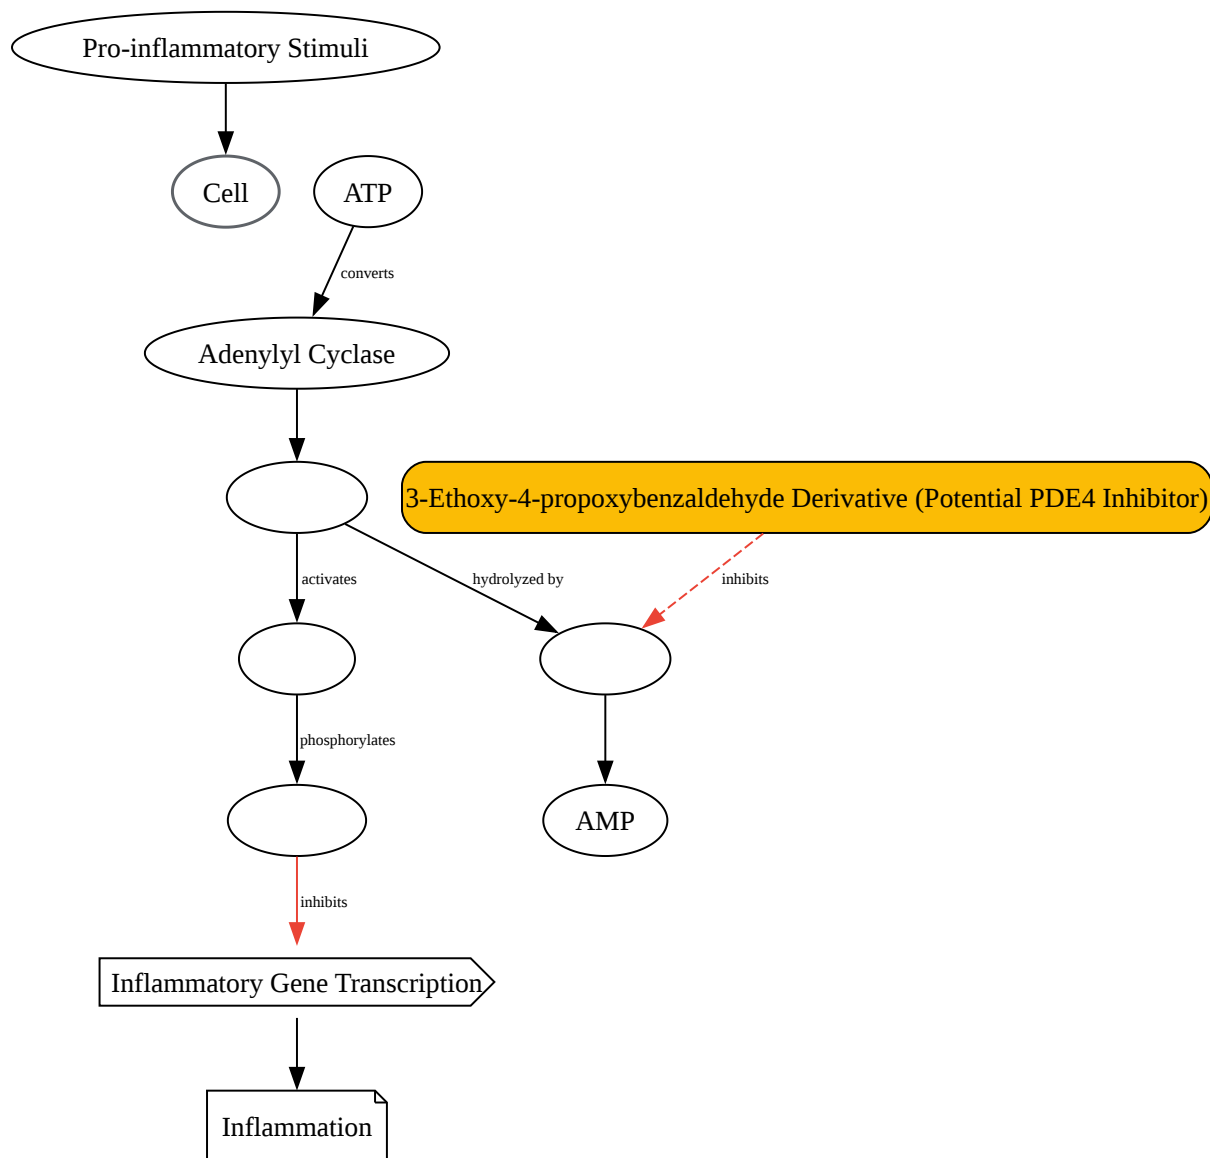 Pro-inflammatory Stimuli
Cell
ATP
converts
Adenylyl Cyclase
3-Ethoxy-4-propoxybenzaldehyde Derivative (Potential PDE4 Inhibitor)
activates
hydrolyzed by
inhibits
phosphorylates
AMP
inhibits
Inflammatory Gene Transcription
Inflammation